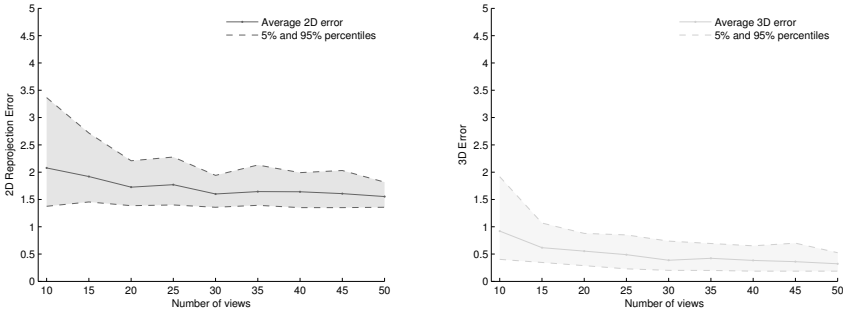 5
4.5
4
3.5
3
2.5
2
1.5
1
0.5
0
2D Reprojection Error
Average 2D error
5% and 95% percentiles
10 15 20 25 30 35 40 45 50
Number of views
5
4.5
4
3.5
3
2.5
2
1.5
1
0.5
0
3D Error
Average 3D error
5% and 95% percentiles
10 15 20 25 30 35 40 45 50
Number of views